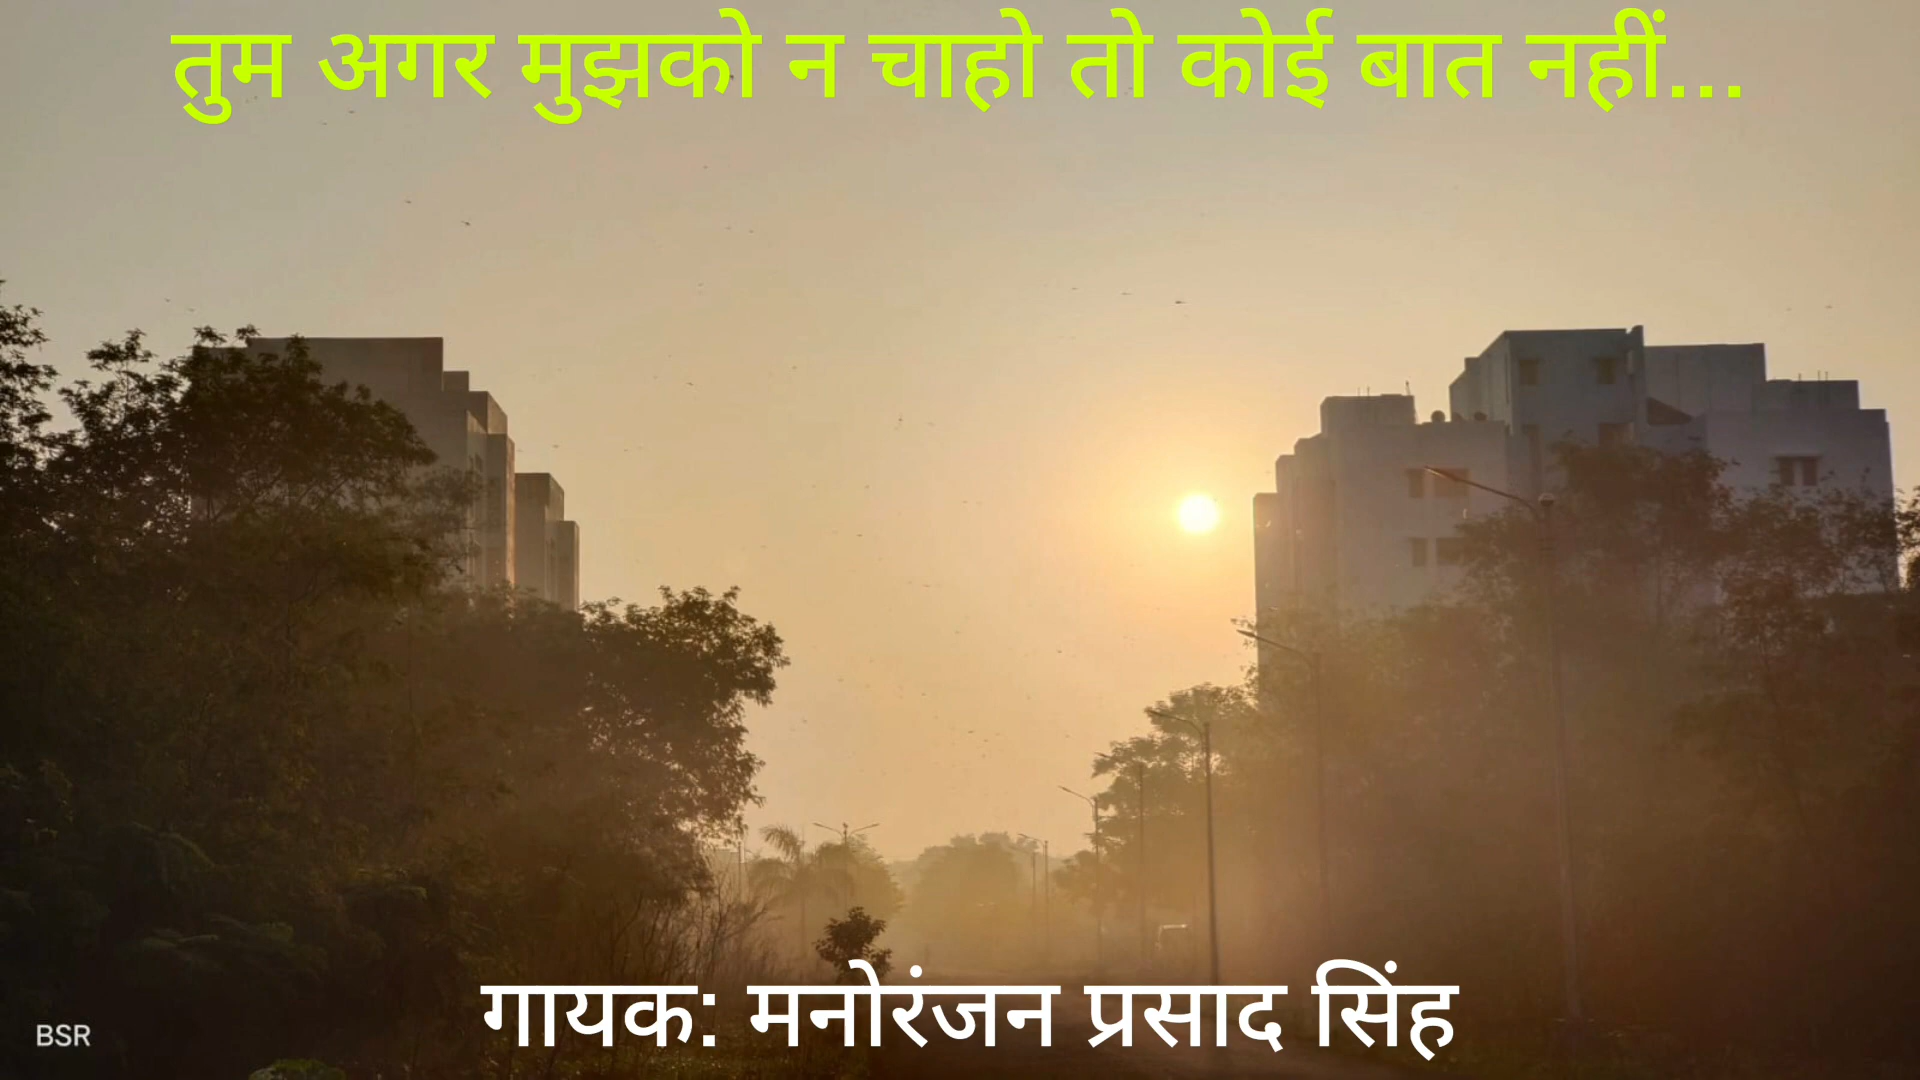 तुम अगर मुझको न चाहो तो कोई बात नहीं...
गायक: मनोरंजन प्रसाद सिंह
BSR